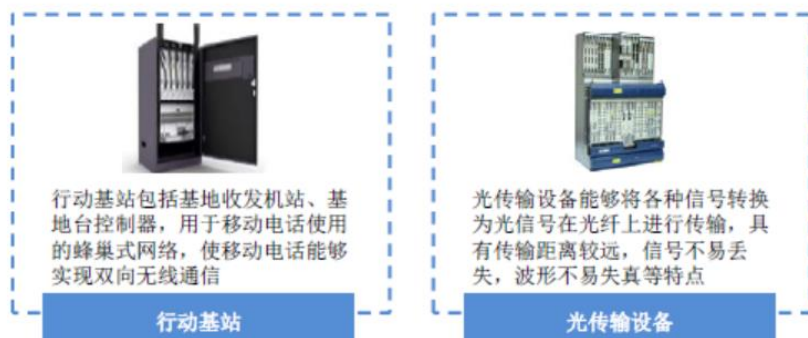 行动基站包括基地收发机站、基
地台控制器，用于移动电话使用
的蜂巢式网络，使移动电话能够
实现双向无线通信
行动基站
光传输设备能够将各种信号转换
为光信号在光纤上进行传输，具
有传输距离较远，信号不易丢
失，波形不易失真等特点
光传输设备